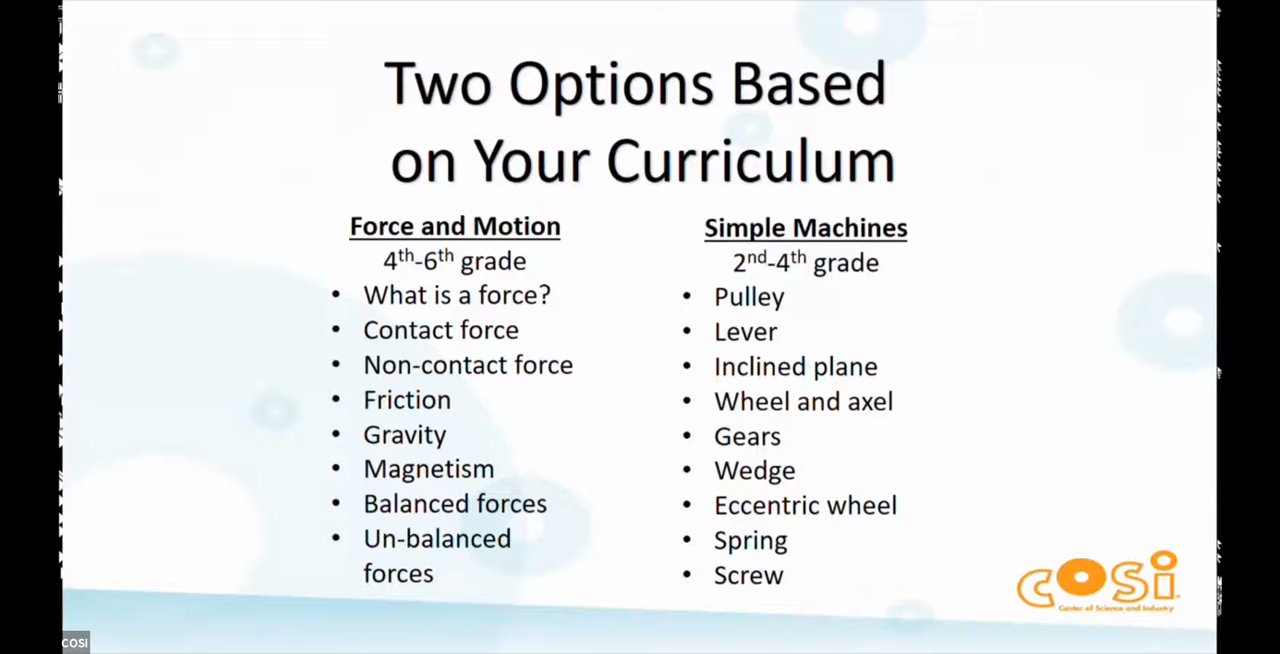 Two Options Based
on Your Curriculum
Force and Motion
4th-6th grade
• What is a force?
• Contact force
• Non-contact force
• Friction
• Gravity
• Magnetism
• Balanced forces
• Un-balanced
forces
Simple Machines
2nd-4th grade
• Pulley
• Lever
• Inclined plane
• Wheel and axel
• Gears
• Wedge
• Eccentric wheel
• Spring
• Screw
COSI
Center of Science and Industry
COSI